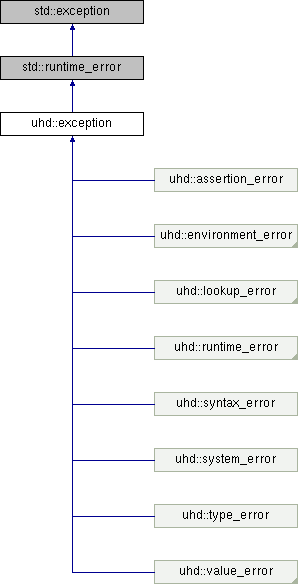 std::exception
std::runtime_error
uhd::exception
uhd::assertion_error
uhd::environment_error
uhd::lookup_error
uhd::runtime_error
uhd::syntax_error
uhd::system_error
uhd::type_error
uhd::value_error